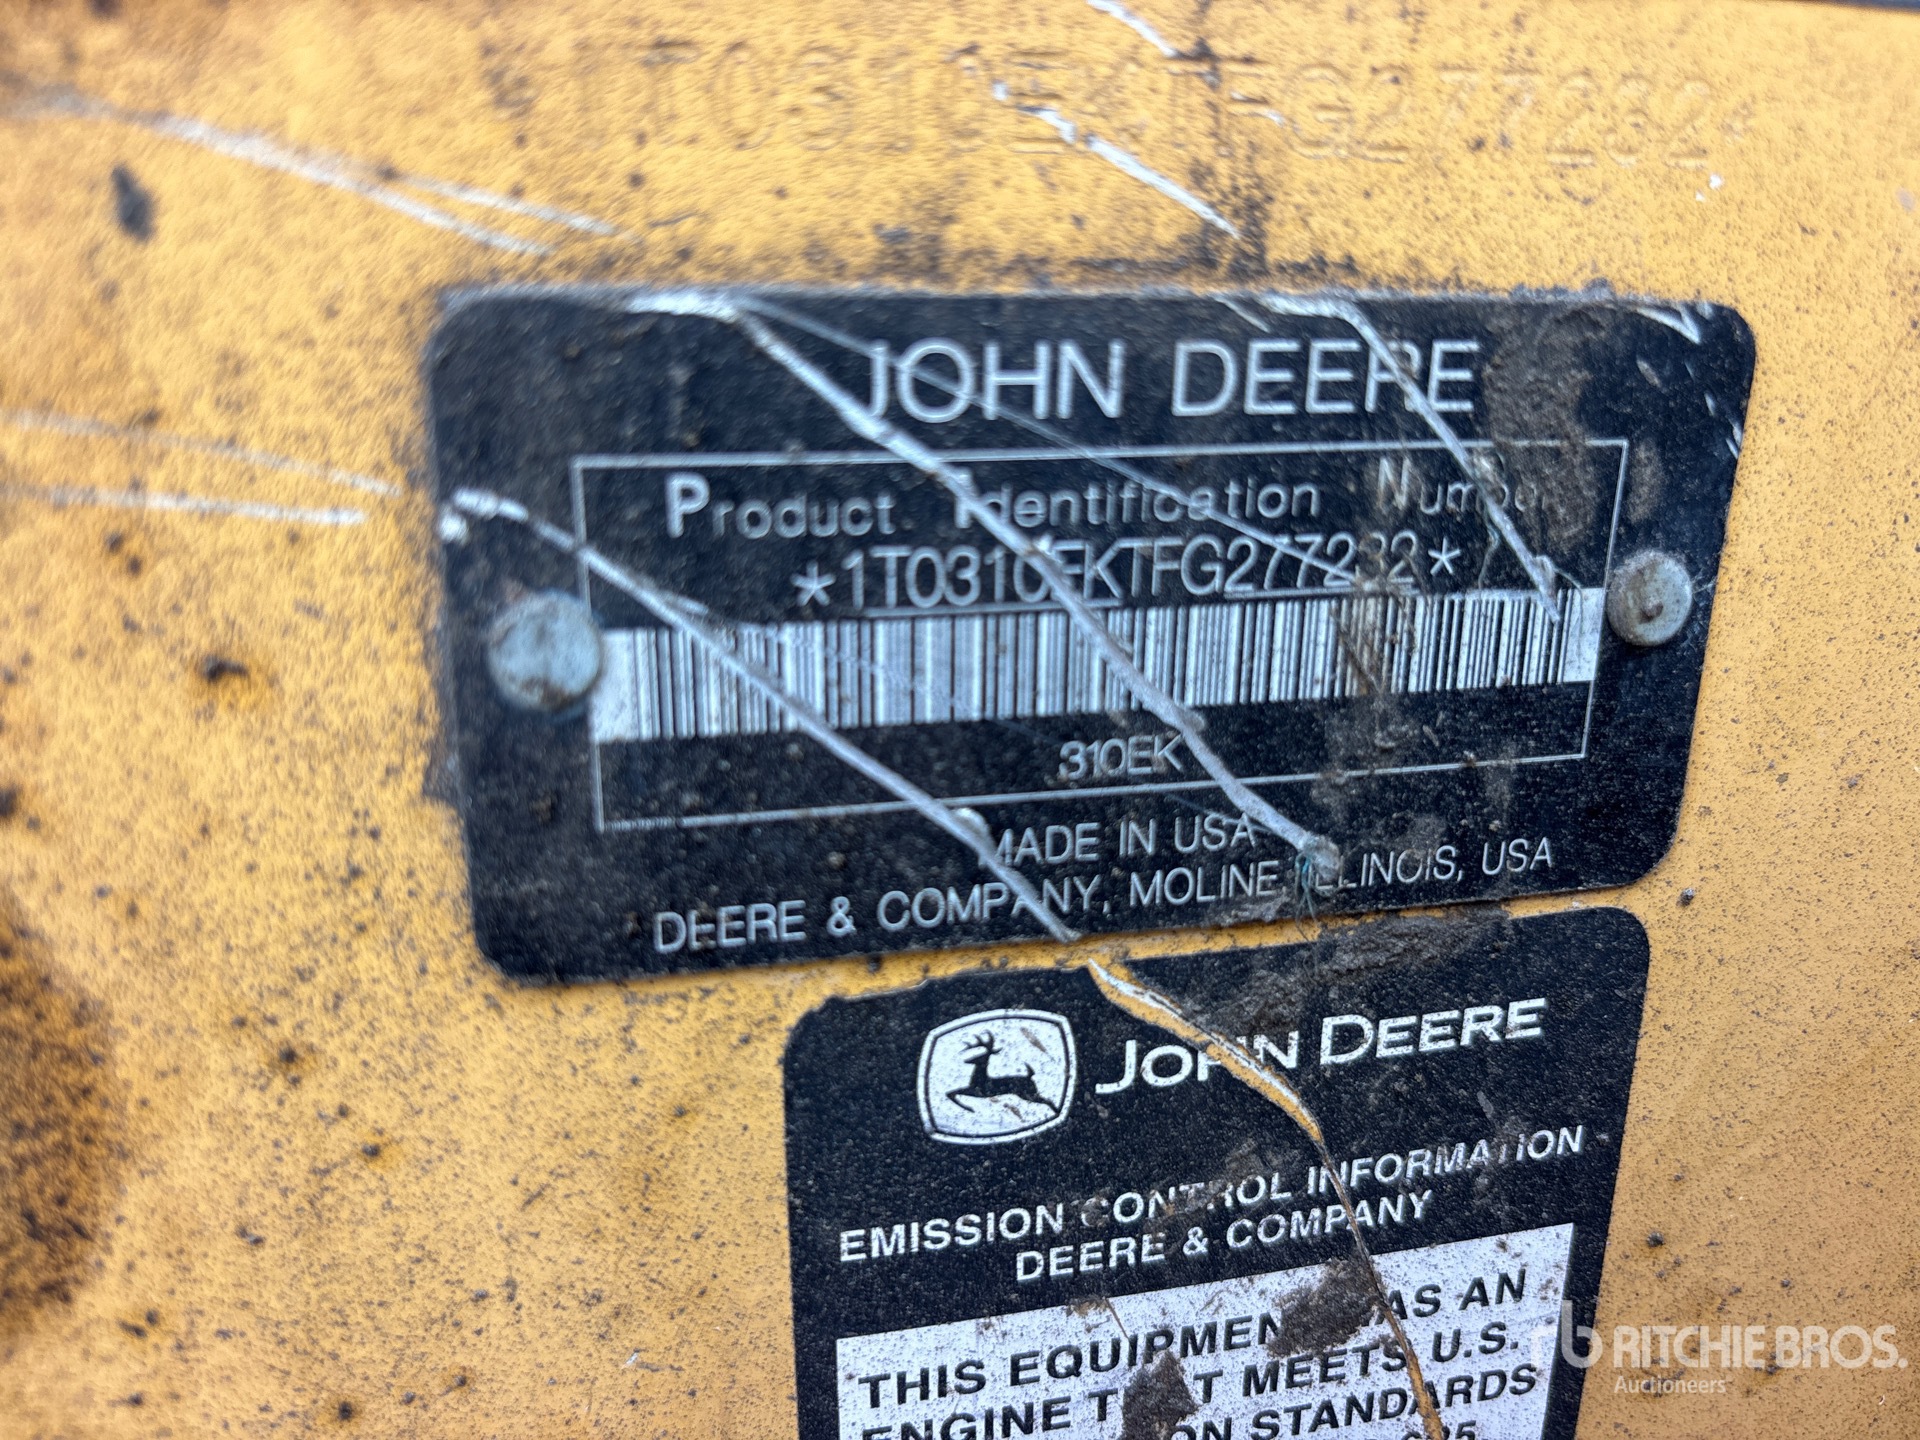 1T0310EKTFG277232*
JOHN DEERE
Product Identification Number
*1T0310EKTFG277232*
310EK
MADE IN USA
DEERE & COMPANY, MOLINE, ILLINOIS, USA
JOHN DEERE
EMISSION CONTROL INFORMATION
DEERE & COMPANY
THIS EQUIPMENT HAS AN
ENGINE THAT MEETS U.S.
STANDARDS
rb RITCHIE BROS.
Auctioneers